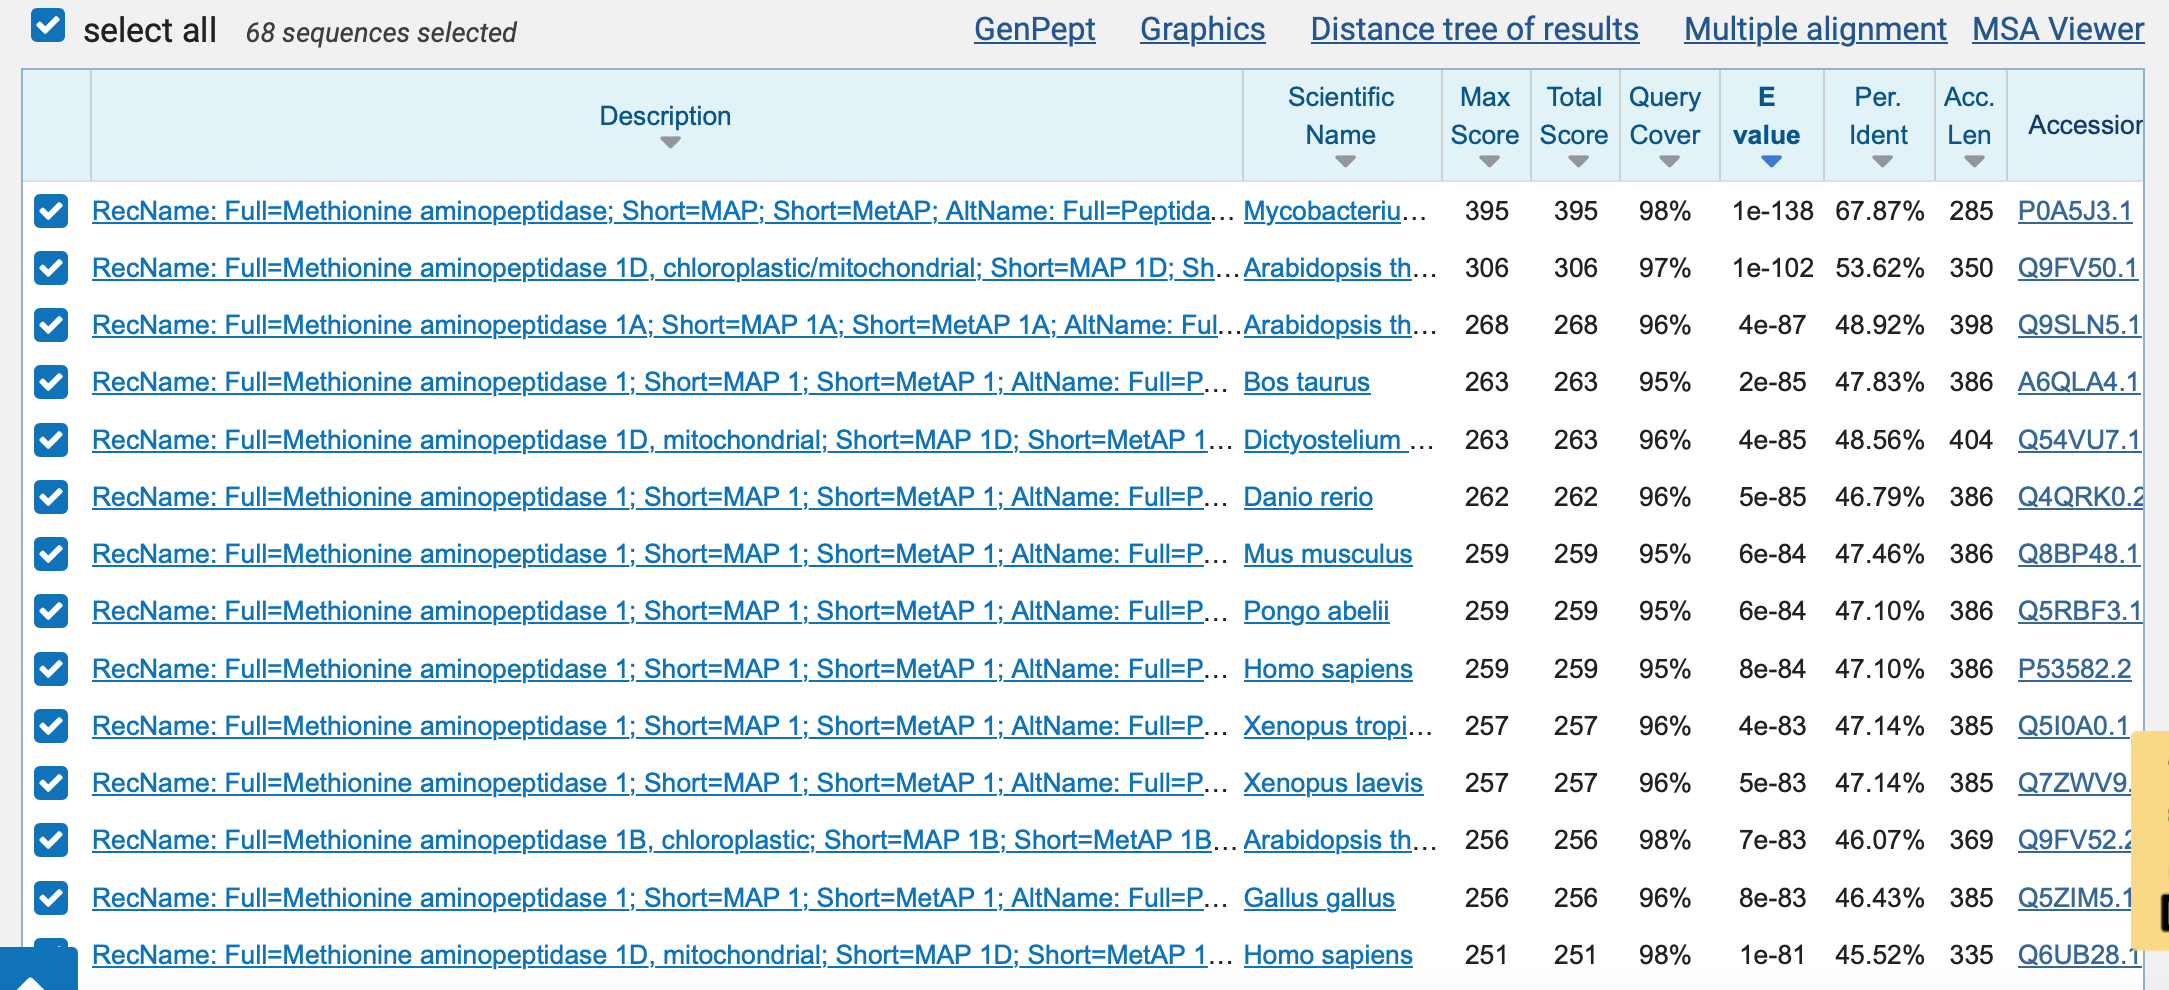 select all 68 sequences selected GenPept Graphics Distance tree of results Multiple alignment MSA Viewer
Description Scientific Name Max Score Total Score Query Cover E value Per. Ident Acc. Len Accession
RecName: Full=Methionine aminopeptidase; Short=MAP; Short=MetAP; AltName: Full=Peptida... Mycobacteriu... 395 395 98% 1e-138 67.87% 285 P0A5J3.1
RecName: Full=Methionine aminopeptidase 1D, chloroplastic/mitochondrial; Short=MAP 1D; Sh... Arabidopsis th... 306 306 97% 1e-102 53.62% 350 Q9FV50.1
RecName: Full=Methionine aminopeptidase 1A; Short=MAP 1A; Short=MetAP 1A; AltName: Ful... Arabidopsis th... 268 268 96% 4e-87 48.92% 398 Q9SLN5.1
RecName: Full=Methionine aminopeptidase 1; Short=MAP 1; Short=MetAP 1; AltName: Full=P... Bos taurus 263 263 95% 2e-85 47.83% 386 A6QLA4.1
RecName: Full=Methionine aminopeptidase 1D, mitochondrial; Short=MAP 1D; Short=MetAP 1... Dictyostelium ... 263 263 96% 4e-85 48.56% 404 Q54VU7.1
RecName: Full=Methionine aminopeptidase 1; Short=MAP 1; Short=MetAP 1; AltName: Full=P... Danio rerio 262 262 96% 5e-85 46.79% 386 Q4QRK0.2
RecName: Full=Methionine aminopeptidase 1; Short=MAP 1; Short=MetAP 1; AltName: Full=P... Mus musculus 259 259 95% 6e-84 47.46% 386 Q8BP48.1
RecName: Full=Methionine aminopeptidase 1; Short=MAP 1; Short=MetAP 1; AltName: Full=P... Pongo abelii 259 259 95% 6e-84 47.10% 386 Q5RBF3.1
RecName: Full=Methionine aminopeptidase 1; Short=MAP 1; Short=MetAP 1; AltName: Full=P... Homo sapiens 259 259 95% 8e-84 47.10% 386 P53582.2
RecName: Full=Methionine aminopeptidase 1; Short=MAP 1; Short=MetAP 1; AltName: Full=P... Xenopus tropi... 257 257 96% 4e-83 47.14% 385 Q5I0A0.1
RecName: Full=Methionine aminopeptidase 1; Short=MAP 1; Short=MetAP 1; AltName: Full=P... Xenopus laevis 257 257 96% 5e-83 47.14% 385 Q7ZWV9.
RecName: Full=Methionine aminopeptidase 1B, chloroplastic; Short=MAP 1B; Short=MetAP 1B... Arabidopsis th... 256 256 98% 7e-83 46.07% 369 Q9FV52.2
RecName: Full=Methionine aminopeptidase 1; Short=MAP 1; Short=MetAP 1; AltName: Full=P... Gallus gallus 256 256 96% 8e-83 46.43% 385 Q5ZIM5.1
RecName: Full=Methionine aminopeptidase 1D, mitochondrial; Short=MAP 1D; Short=MetAP 1... Homo sapiens 251 251 98% 1e-81 45.52% 335 Q6UB28.1